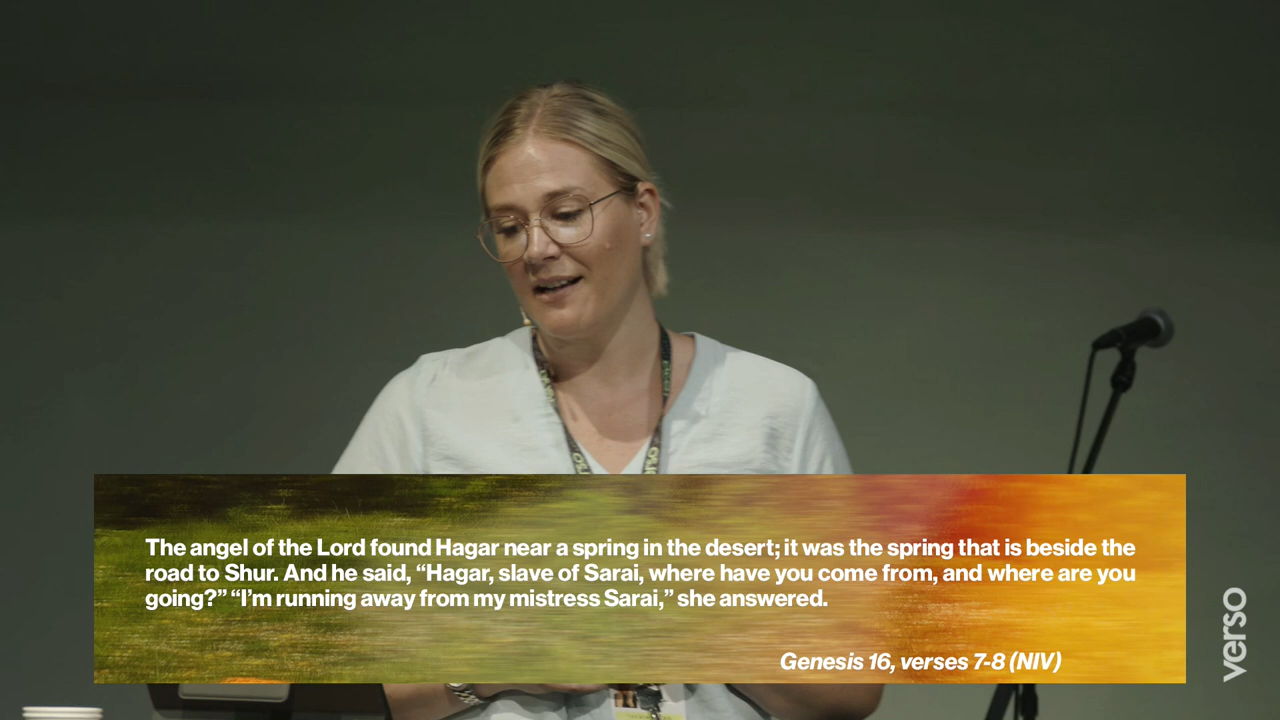 The angel of the Lord found Hagar near a spring in the desert; it was the spring that is beside the
road to Shur. And he said, “Hagar, slave of Sarai, where have you come from, and where are you
going?” “I’m running away from my mistress Sarai,” she answered.
Genesis 16, verses 7-8 (NIV)
verso